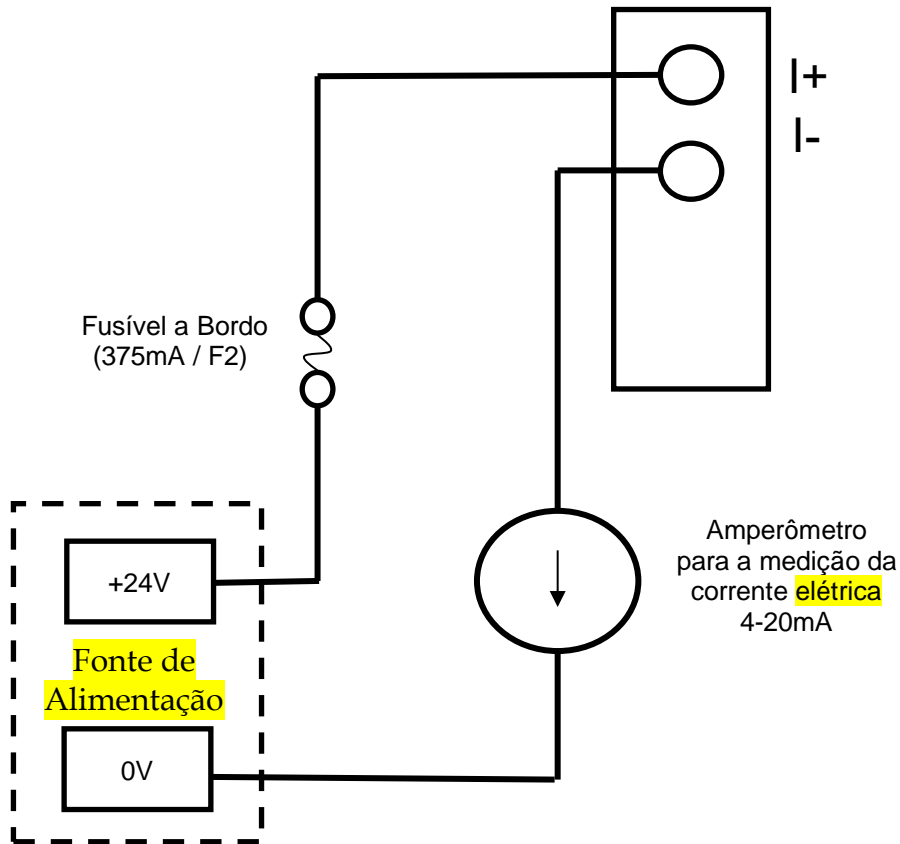 I+
I-
Fusível a Bordo
(375mA / F2)
+24V
Fonte de
Alimentação
0V
Amperômetro
para a medição da
corrente elétrica
4-20mA